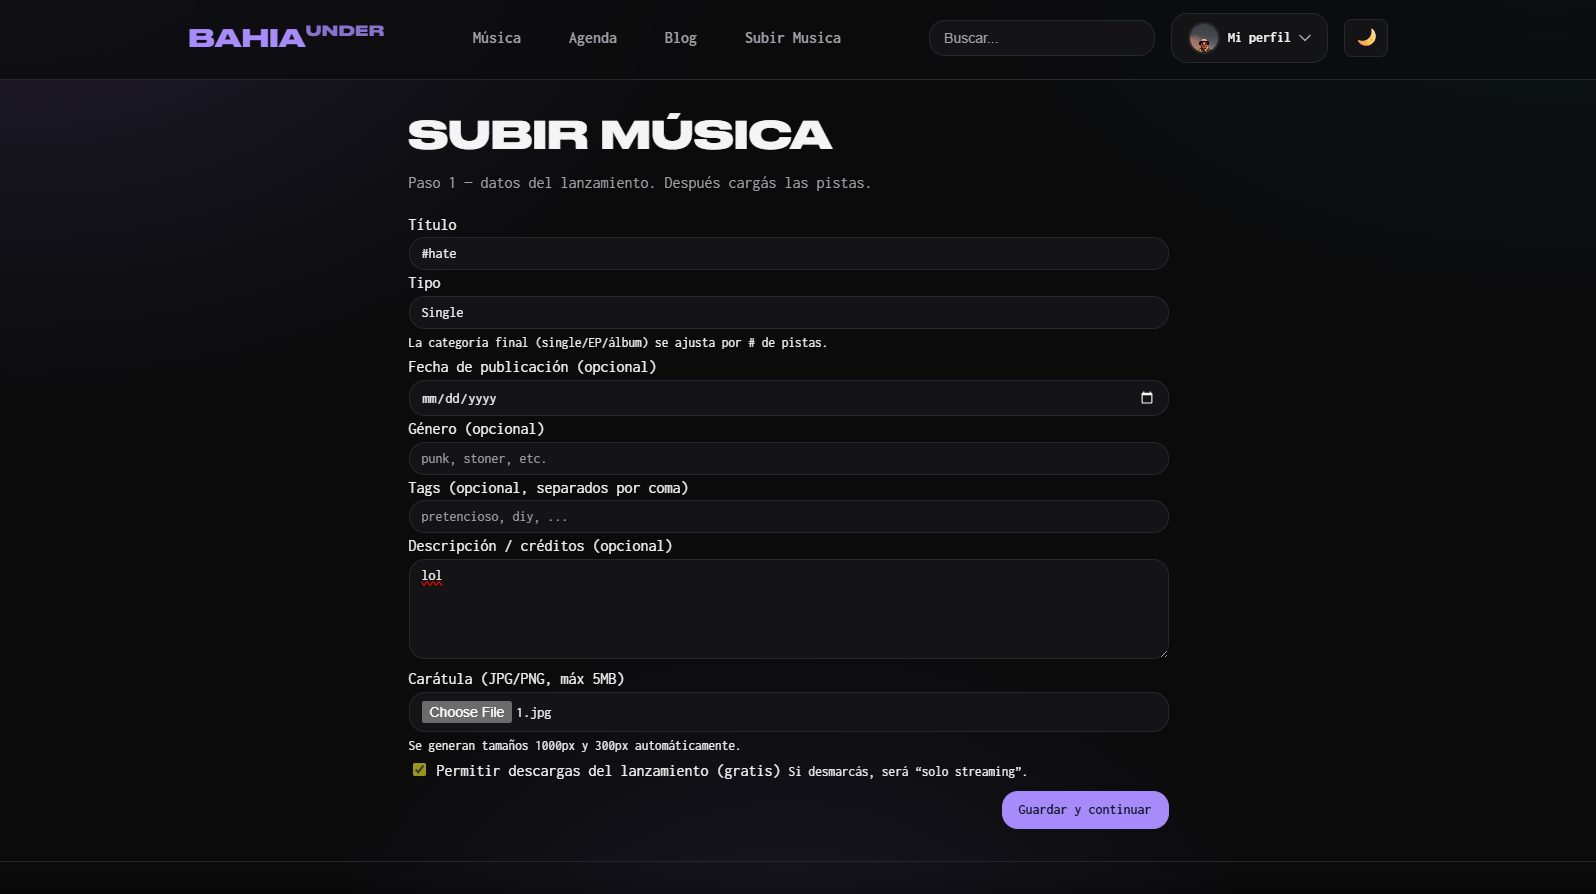 BAHIAUNDER
Música Agenda Blog Subir Musica Buscar... Mi perfil
SUBIR MÚSICA
Paso 1 — datos del lanzamiento. Después cargás las pistas.
Título
#hate
Tipo
Single
La categoría final (single/EP/álbum) se ajusta por # de pistas.
Fecha de publicación (opcional)
mm/dd/yyyy
Género (opcional)
punk, stoner, etc.
Tags (opcional, separados por coma)
pretencioso, diy, ...
Descripción / créditos (opcional)
lol
Carátula (JPG/PNG, máx 5MB)
Choose File 1.jpg
Se generan tamaños 1000px y 300px automáticamente.
Permitir descargas del lanzamiento (gratis) Si desmarcás, será “solo streaming”.
Guardar y continuar